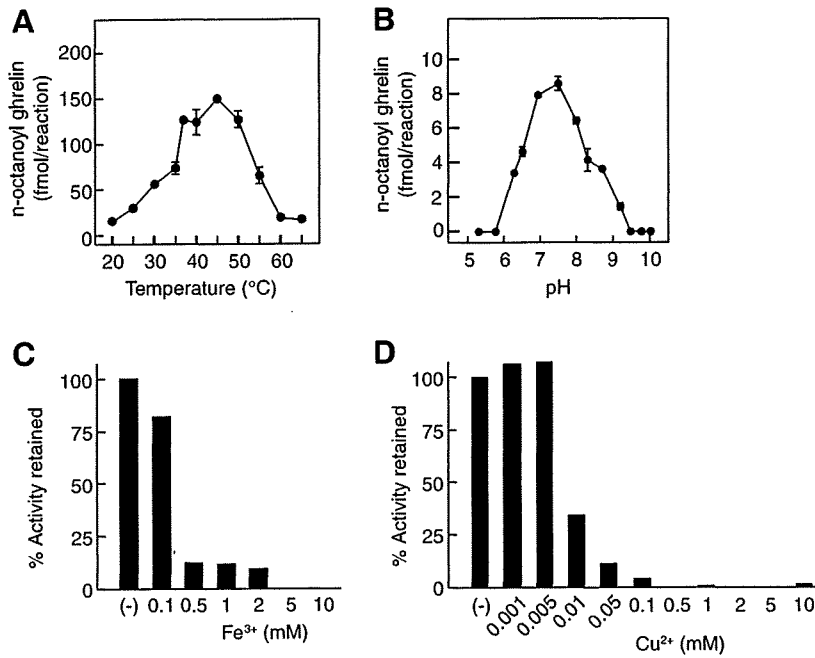 A
n-octanoyl ghrelin
(fmol/reaction)
200
150
100
50
0
20 30 40 50 60
Temperature (°C)
B
n-octanoyl ghrelin
(fmol/reaction)
10
8
6
4
2
0
5 6 7 8 9 10
pH
C
% Activity retained
100
75
50
25
0
(-) 0.1 0.5 1 2 5 10
Fe³⁺ (mM)
D
% Activity retained
100
75
50
25
0
(-) 0.001 0.005 0.01 0.05 0.1 0.5 1 2 5 10
Cu²⁺ (mM)